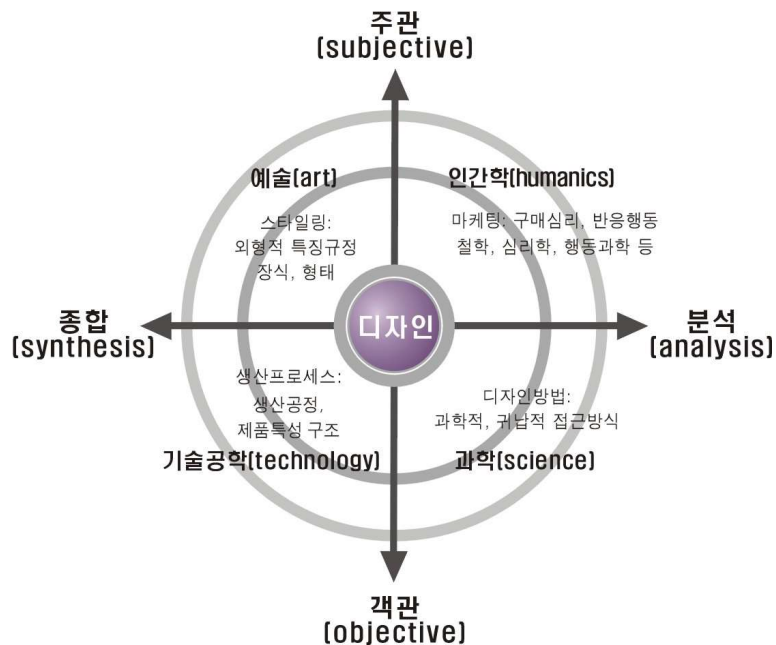 주관
(subjective)
예술(art)
스타일링:
외형적 특징규정
장식, 형태
인간학(humanics)
마케팅: 구매심리, 반응행동
철학, 심리학, 행동과학 등
종합
(synthesis)
디자인
분석
(analysis)
생산프로세스:
생산공정,
제품특성 구조
기술공학(technology)
디자인방법:
과학적, 귀납적 접근방식
과학(science)
객관
(objective)